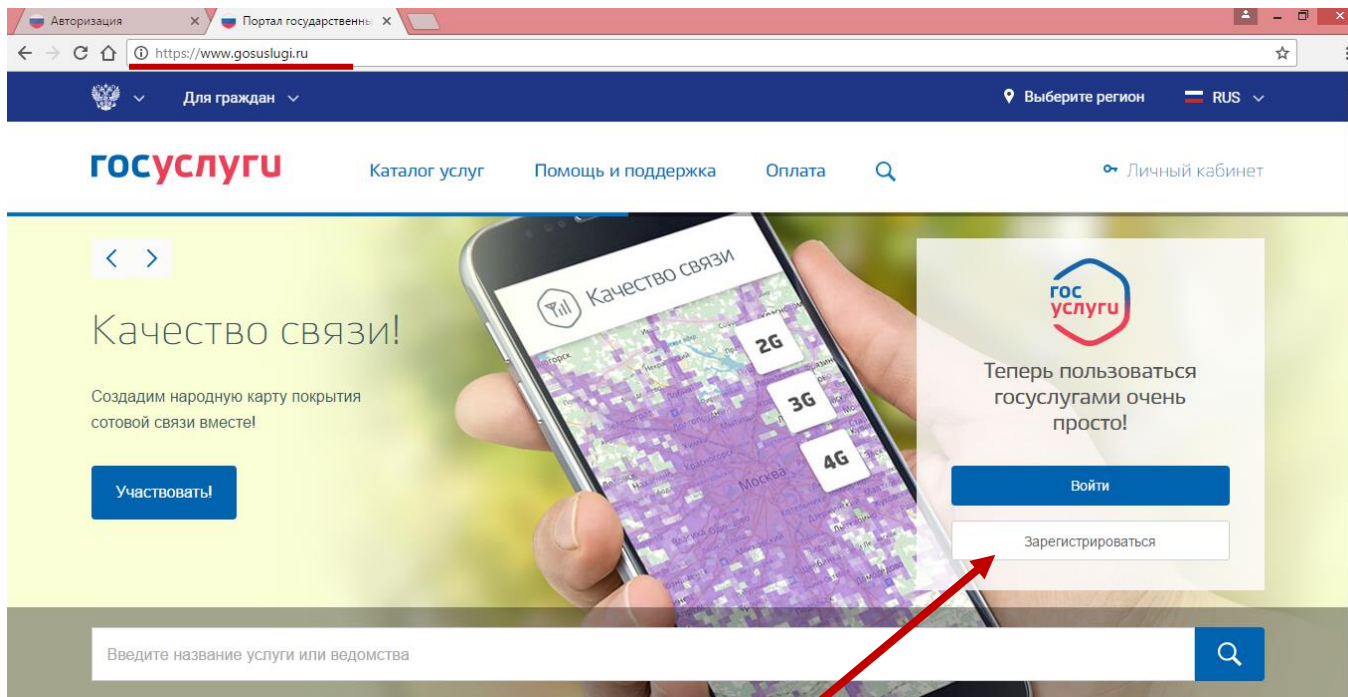 Авторизация
Портал государственны
https://www.gosuslugi.ru
Для граждан
Выберите регион
RUS
госуслуги
Каталог услуг
Помощь и поддержка
Оплата
Личный кабинет
Качество связи!
Создадим народную карту покрытия
сотовой связи вместе!
Участвовать!
Качество связи
2G
3G
4G
Москва
Красногорск
гос
услуги
Теперь пользоваться
госуслугами очень
просто!
Войти
Зарегистрироваться
Введите название услуги или ведомства